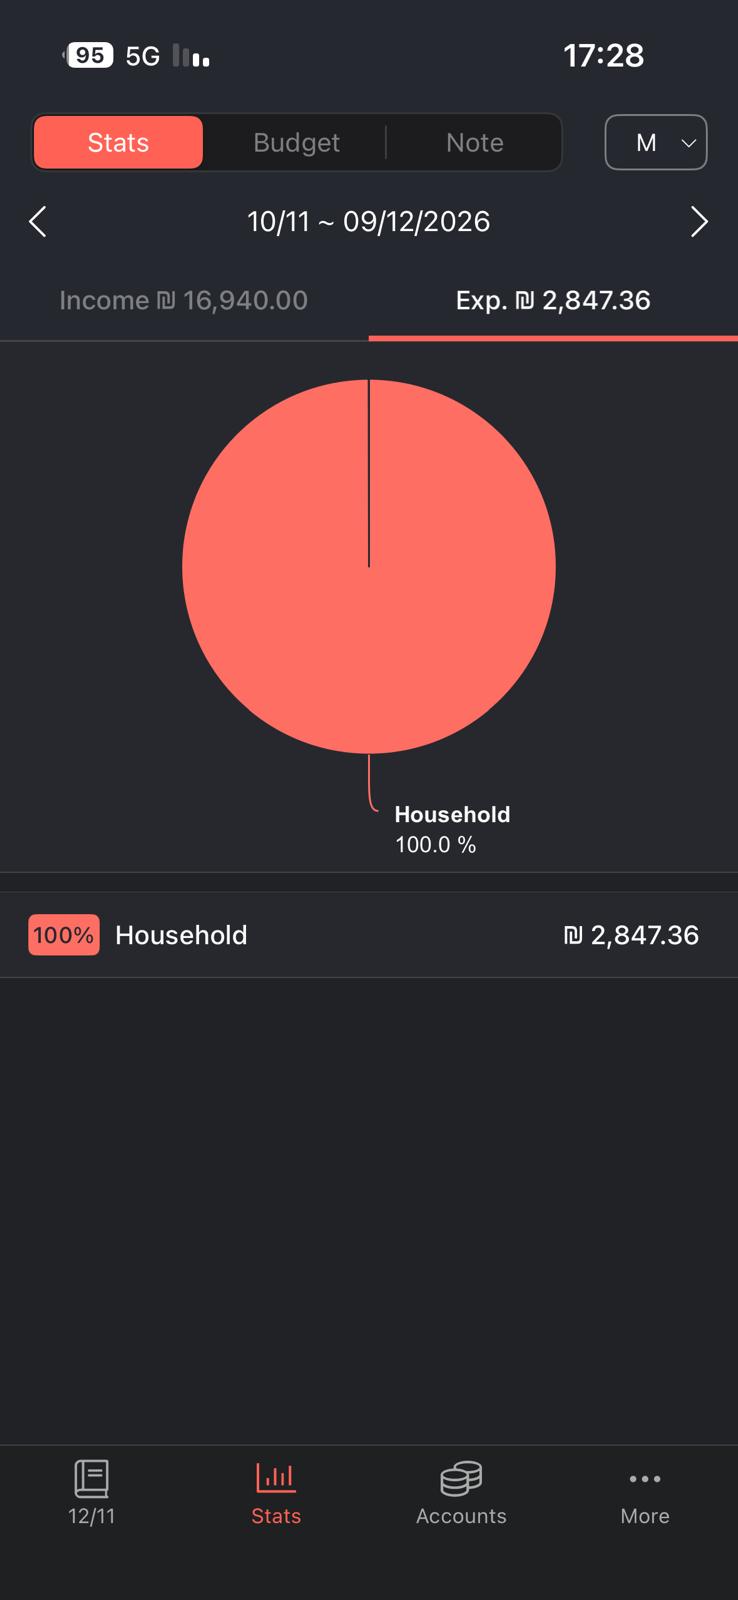 95 5G 17:28
Stats Budget Note M
10/11 ~ 09/12/2026
Income ₪ 16,940.00 Exp. ₪ 2,847.36
Household
100.0 %
100% Household ₪ 2,847.36
12/11 Stats Accounts More